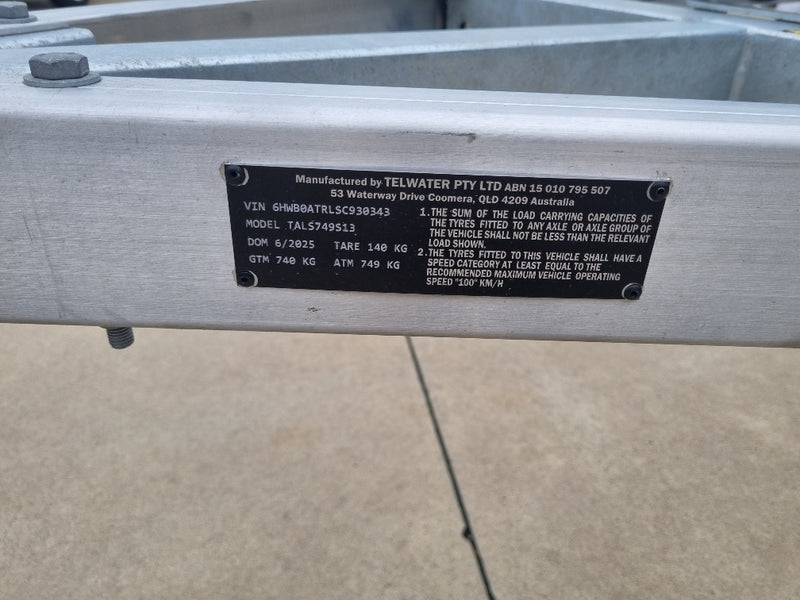 Manufactured by TELWATER PTY LTD ABN 15 010 795 507
53 Waterway Drive Coomera, QLD 4209 Australia
VIN 6HWB0ATRLSC930343
MODEL TALS749S13
DOM 6/2025 TARE 140 KG
GTM 740 KG ATM 749 KG
1. THE SUM OF THE LOAD CARRYING CAPACITIES OF
THE TYRES FITTED TO ANY AXLE OR AXLE GROUP OF
THE VEHICLE SHALL NOT BE LESS THAN THE RELEVANT
LOAD SHOWN.
2. THE TYRES FITTED TO THIS VEHICLE SHALL HAVE A
SPEED CATEGORY AT LEAST EQUAL TO THE
RECOMMENDED MAXIMUM VEHICLE OPERATING
SPEED "100" KM/H